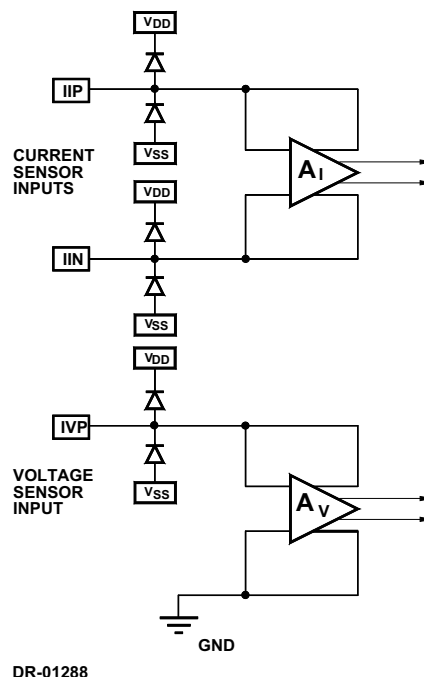 VDD
IIP
CURRENT
SENSOR
INPUTS
VSS
VDD
AI
IIN
VSS
VDD
IVP
VOLTAGE
SENSOR
INPUT
VSS
AV
GND
DR-01288